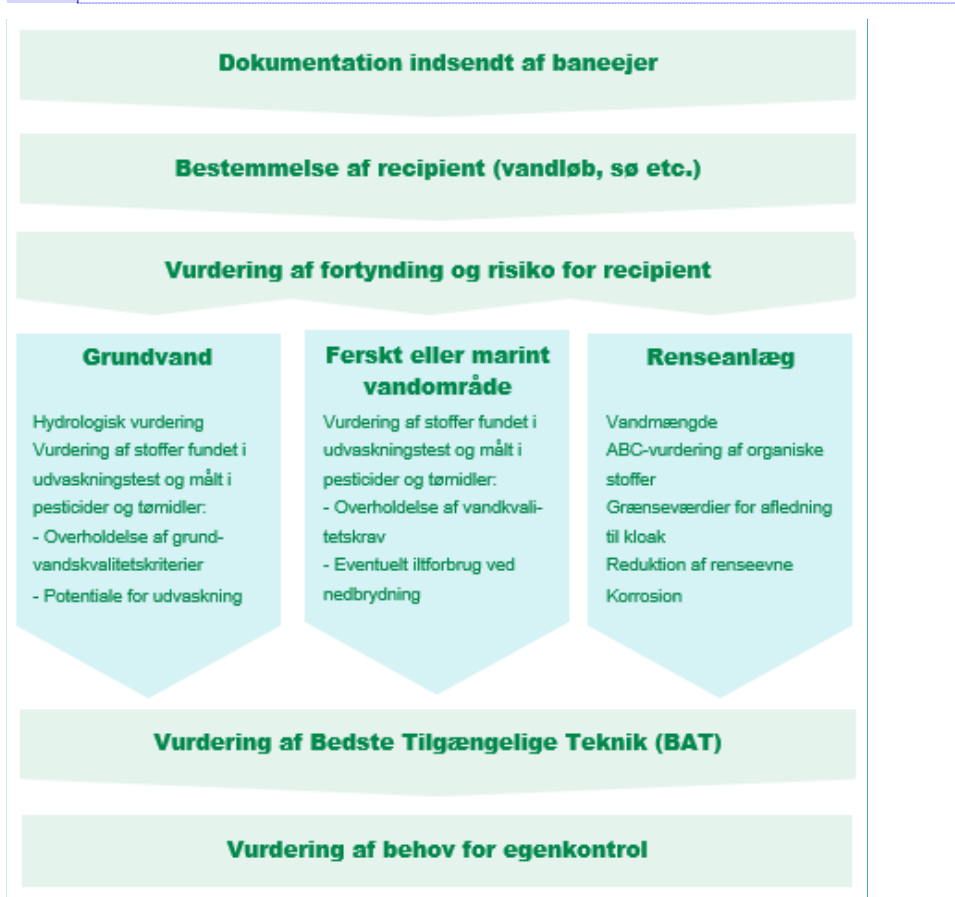 Dokumentation indsendt af baneejer
Bestemmelse af recipient (vandløb, sø etc.)
Vurdering af fortynding og risiko for recipient
Grundvand
Hydrologisk vurdering
Vurdering af stoffer fundet i
udvaskningstest og målt i
pesticider og tømidler:
- Overholdelse af grund-
vandskvalitetskriterier
- Potentiale for udvaskning
Ferskt eller marint
vandområde
Vurdering af stoffer fundet i
udvaskningstest og målt i
pesticider og tømidler:
- Overholdelse af vandkvali-
tetskrav
- Eventuelt iltforbrug ved
nedbrydning
Renseanlæg
Vandmængde
ABC-vurdering af organiske
stoffer
Grænseværdier for afledning
til kloak
Reduktion af renseevne
Korrosion
Vurdering af Bedste Tilgængelige Teknik (BAT)
Vurdering af behov for egenkontrol